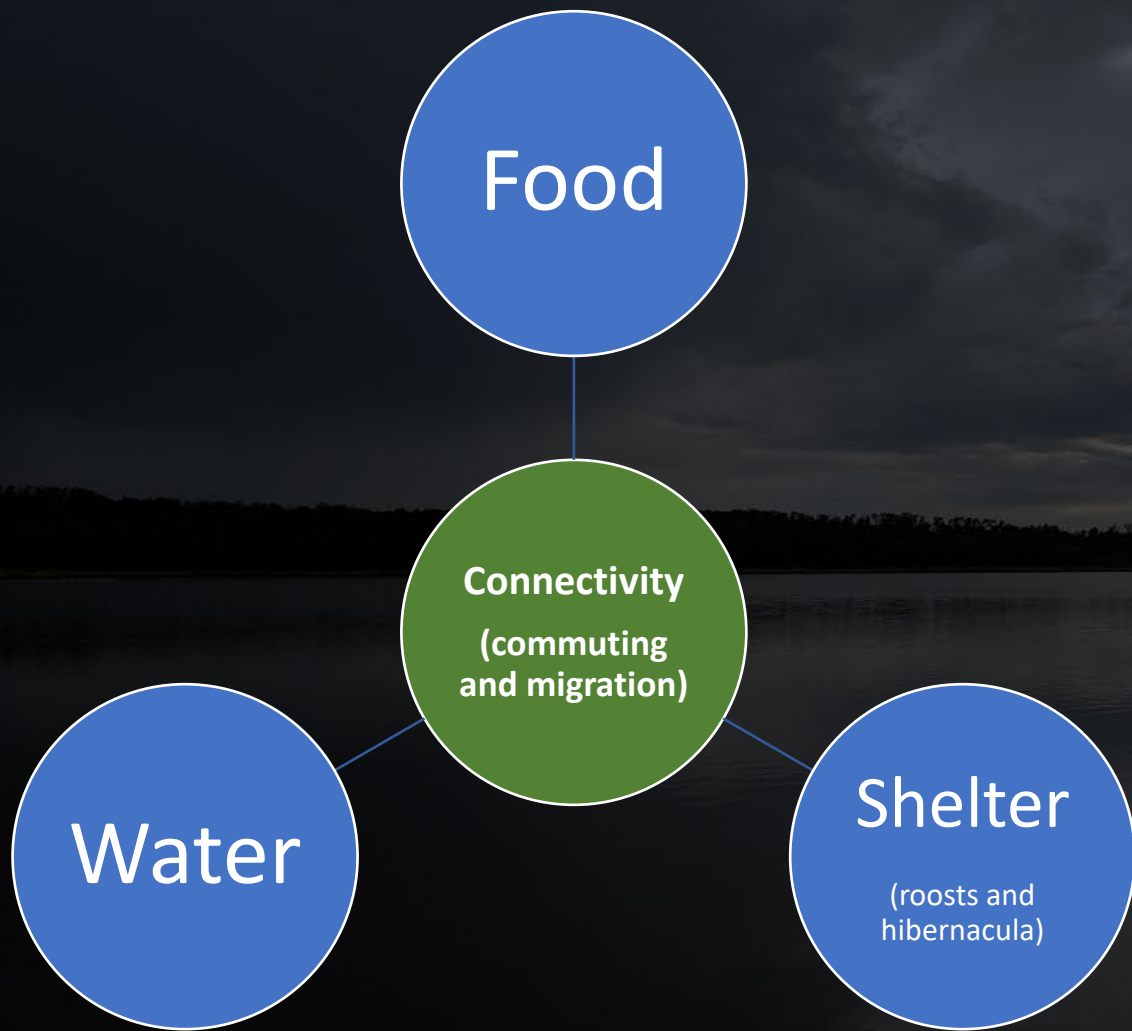 Food
Connectivity
(commuting
and migration)
Water
Shelter
(roosts and
hibernacula)